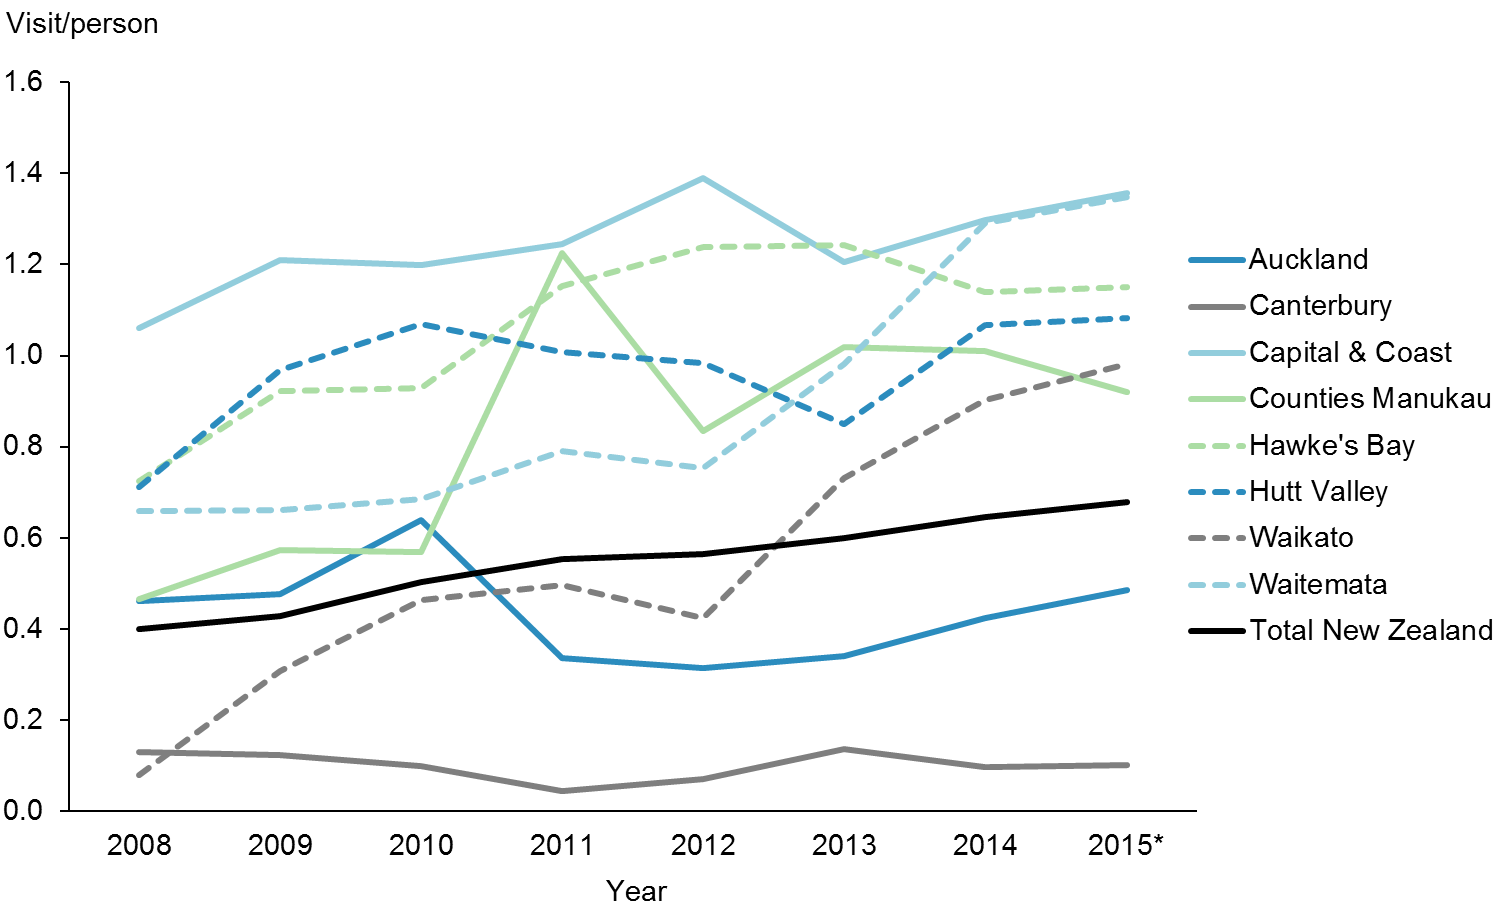 Visit/person
1.6
1.4
1.2
1.0
0.8
0.6
0.4
0.2
0.0
2008 2009 2010 2011 2012 2013 2014 2015*
Year
Auckland
Canterbury
Capital & Coast
Counties Manukau
Hawke's Bay
Hutt Valley
Waikato
Waitemata
Total New Zealand